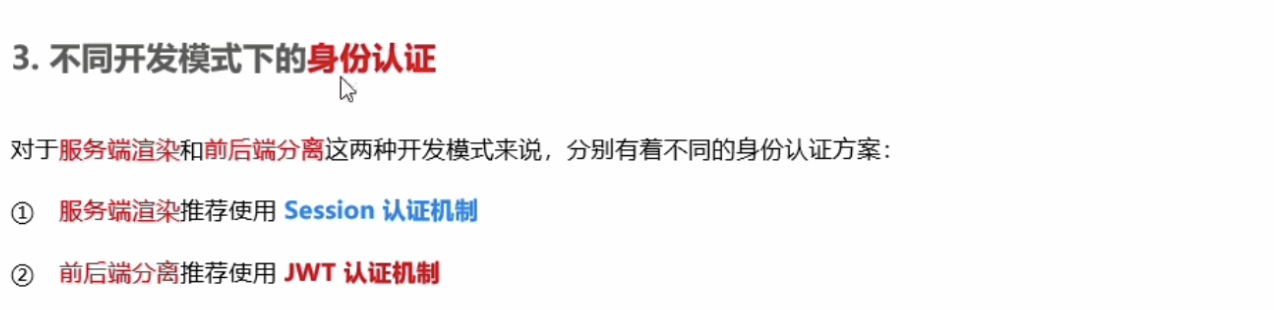 3. 不同开发模式下的身份认证
对于服务端渲染和前后端分离这两种开发模式来说，分别有着不同的身份认证方案：
① 服务端渲染推荐使用 Session 认证机制
② 前后端分离推荐使用 JWT 认证机制